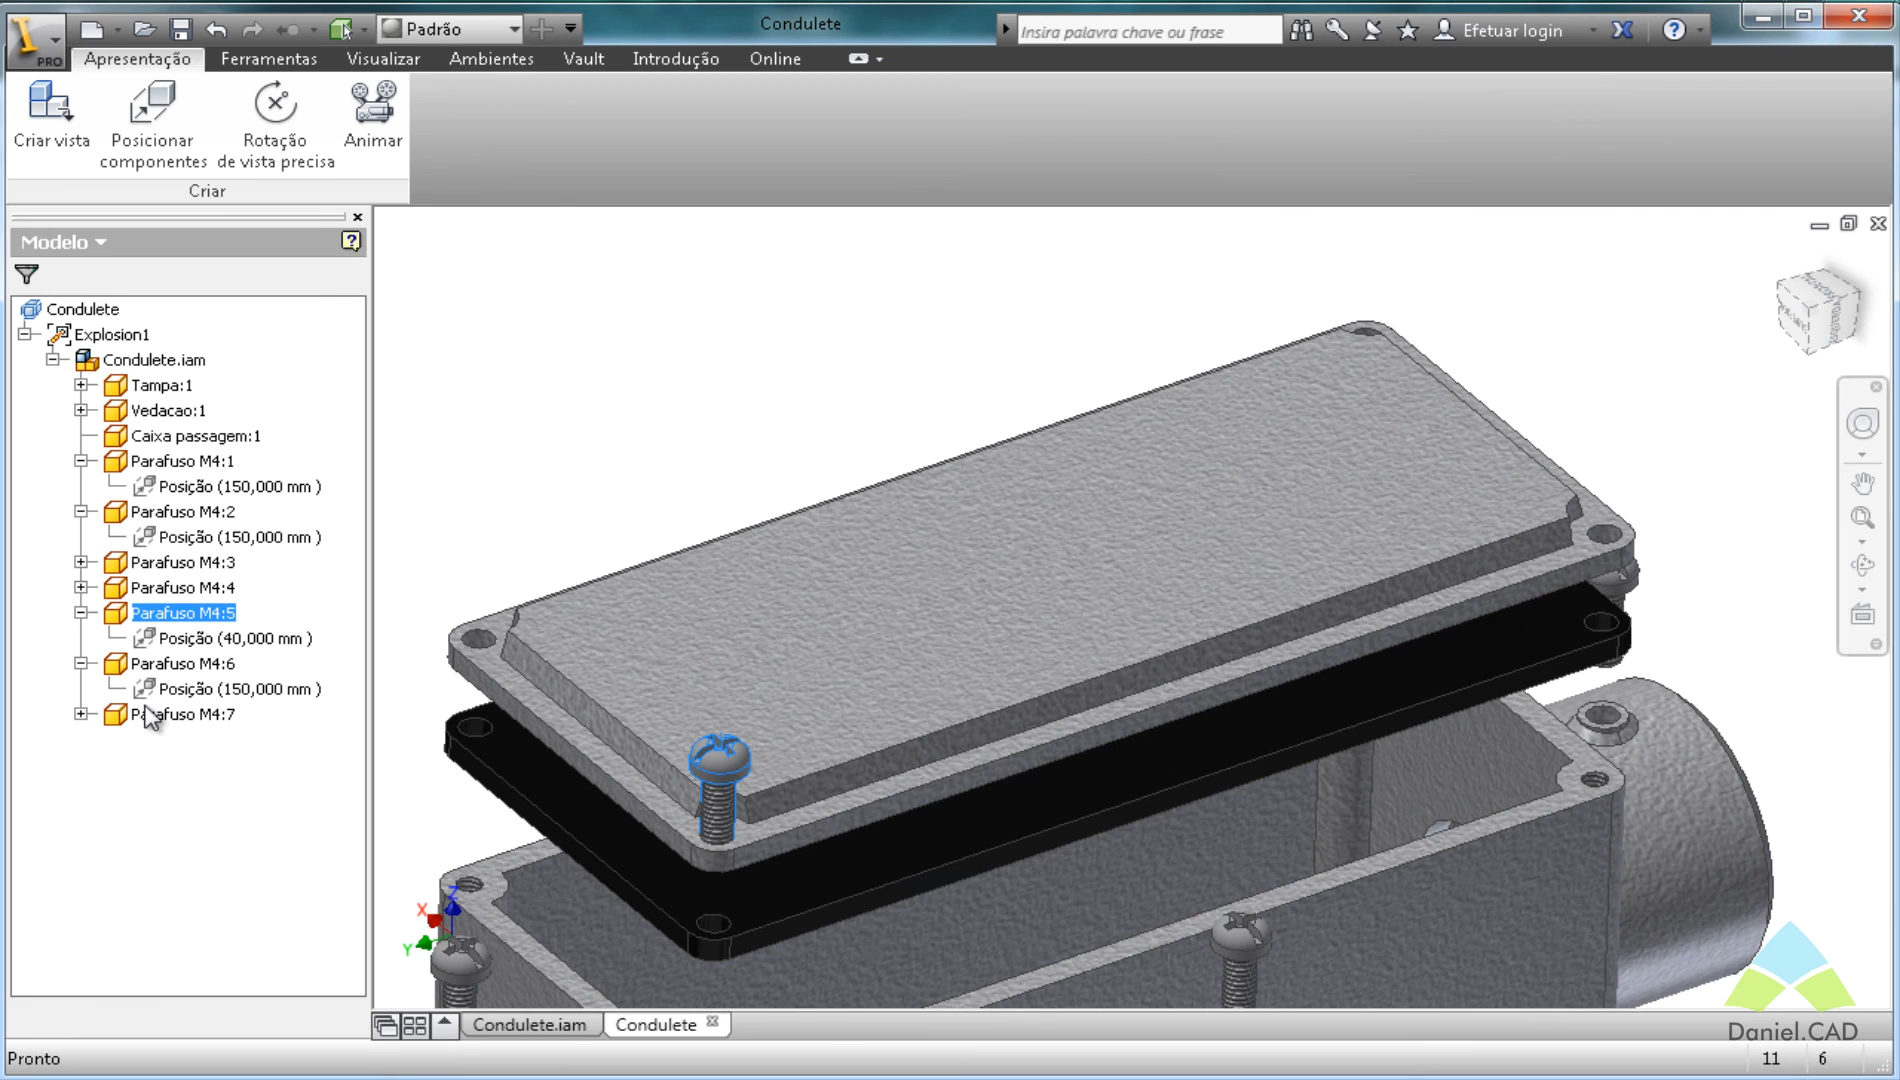 Padrão
Condulete
Insira palavra chave ou frase
Efetuar login
PRO
Apresentação
Ferramentas
Visualizar
Ambientes
Vault
Introdução
Online
Criar vista
Posicionar componentes
Rotação de vista precisa
Animar
Criar
Modelo
Condulete
Explosion1
Condulete.iam
Tampa:1
Vedacao:1
Caixa passagem:1
Parafuso M4:1
Posição (150,000 mm )
Parafuso M4:2
Posição (150,000 mm )
Parafuso M4:3
Parafuso M4:4
Parafuso M4:5
Posição (40,000 mm )
Parafuso M4:6
Posição (150,000 mm )
Parafuso M4:7
Z
X
Y
Condulete.iam
Condulete
Daniel.CAD
Pronto
11
6